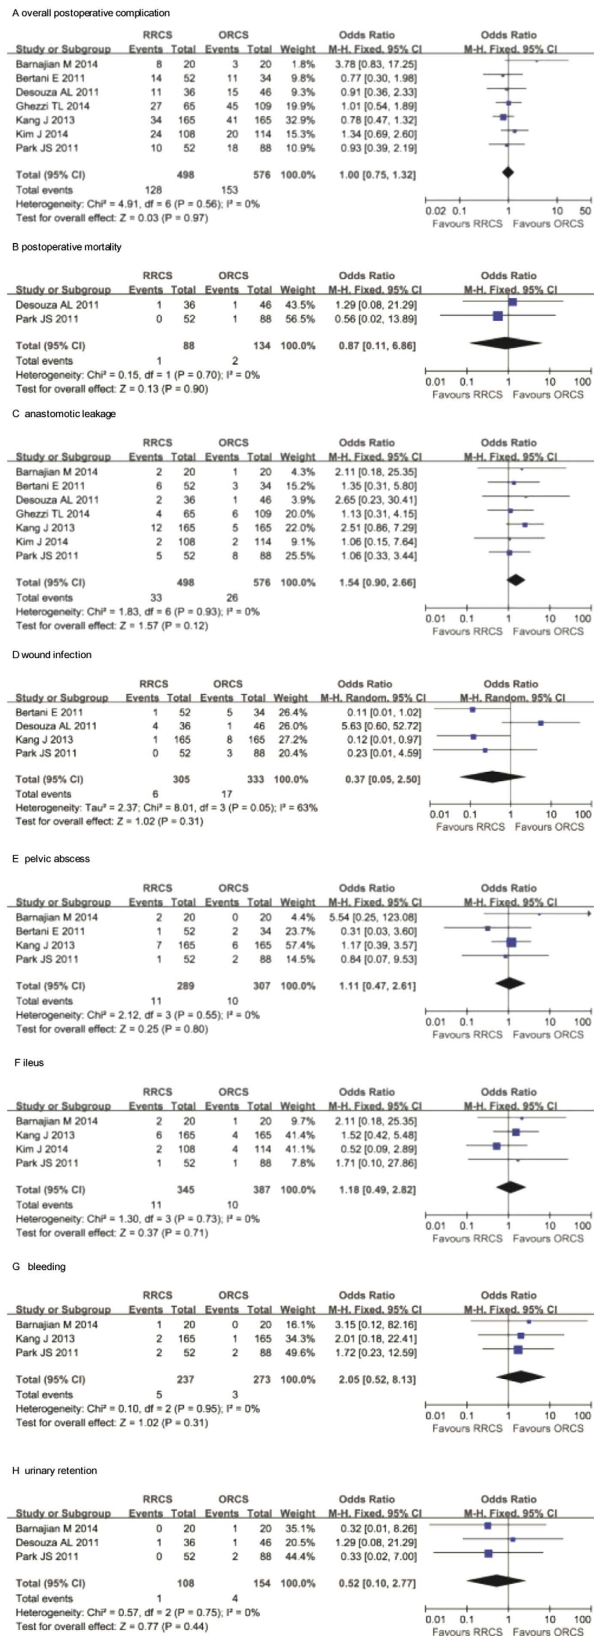 A overall postoperative complication
RRCS ORCS Odds Ratio Odds Ratio
Study or Subgroup Events Total Events Total Weight M-H. Fixed. 95% CI M-H. Fixed. 95% CI
Barnajian M 2014 8 20 3 20 1.8% 3.78 [0.83, 17.25]
Bertani E 2011 14 52 11 34 9.8% 0.77 [0.30, 1.98]
Desouza AL 2011 11 36 15 46 9.3% 0.91 [0.36, 2.33]
Ghezzi TL 2014 27 65 45 109 19.9% 1.01 [0.54, 1.89]
Kang J 2013 34 165 41 165 32.9% 0.78 [0.47, 1.32]
Kim J 2014 24 108 20 114 15.3% 1.34 [0.69, 2.60]
Park JS 2011 10 52 18 88 10.9% 0.93 [0.39, 2.19]
Total (95% CI) 498 576 100.0% 1.00 [0.75, 1.32]
Total events 128 153
Heterogeneity: Chi² = 4.91, df = 6 (P = 0.56); I² = 0%
Test for overall effect: Z = 0.03 (P = 0.97)
0.02 0.1 1 10 50
Favours RRCS Favours ORCS
B postoperative mortality
RRCS ORCS Odds Ratio Odds Ratio
Study or Subgroup Events Total Events Total Weight M-H. Fixed. 95% CI M-H. Fixed. 95% CI
Desouza AL 2011 1 36 1 46 43.5% 1.29 [0.08, 21.29]
Park JS 2011 0 52 1 88 56.5% 0.56 [0.02, 13.89]
Total (95% CI) 88 134 100.0% 0.87 [0.11, 6.86]
Total events 1 2
Heterogeneity: Chi² = 0.15, df = 1 (P = 0.70); I² = 0%
Test for overall effect: Z = 0.13 (P = 0.90)
0.01 0.1 1 10 100
Favours RRCS Favours ORCS
C anastomotic leakage
RRCS ORCS Odds Ratio Odds Ratio
Study or Subgroup Events Total Events Total Weight M-H. Fixed. 95% CI M-H. Fixed. 95% CI
Barnajian M 2014 2 20 1 20 4.3% 2.11 [0.18, 25.35]
Bertani E 2011 6 52 3 34 15.2% 1.35 [0.31, 5.80]
Desouza AL 2011 2 36 1 46 3.9% 2.65 [0.23, 30.41]
Ghezzi TL 2014 4 65 6 109 20.0% 1.13 [0.31, 4.15]
Kang J 2013 12 165 5 165 22.0% 2.51 [0.86, 7.29]
Kim J 2014 2 108 2 114 9.1% 1.06 [0.15, 7.64]
Park JS 2011 5 52 8 88 25.5% 1.06 [0.33, 3.44]
Total (95% CI) 498 576 100.0% 1.54 [0.90, 2.66]
Total events 33 26
Heterogeneity: Chi² = 1.83, df = 6 (P = 0.93); I² = 0%
Test for overall effect: Z = 1.57 (P = 0.12)
0.01 0.1 1 10 100
Favours RRCS Favours ORCS
D wound infection
RRCS ORCS Odds Ratio Odds Ratio
Study or Subgroup Events Total Events Total Weight M-H. Random. 95% CI M-H. Random. 95% CI
Bertani E 2011 1 52 5 34 26.4% 0.11 [0.01, 1.02]
Desouza AL 2011 4 36 1 46 26.0% 5.63 [0.60, 52.72]
Kang J 2013 1 165 8 165 27.2% 0.12 [0.01, 0.97]
Park JS 2011 0 52 3 88 20.4% 0.23 [0.01, 4.59]
Total (95% CI) 305 333 100.0% 0.37 [0.05, 2.50]
Total events 6 17
Heterogeneity: Tau² = 2.37; Chi² = 8.01, df = 3 (P = 0.05); I² = 63%
Test for overall effect: Z = 1.02 (P = 0.31)
0.01 0.1 1 10 100
Favours RRCS Favours ORCS
E pelvic abscess
RRCS ORCS Odds Ratio Odds Ratio
Study or Subgroup Events Total Events Total Weight M-H. Fixed. 95% CI M-H. Fixed. 95% CI
Barnajian M 2014 2 20 0 20 4.4% 5.54 [0.25, 123.08]
Bertani E 2011 1 52 2 34 23.7% 0.31 [0.03, 3.60]
Kang J 2013 7 165 6 165 57.4% 1.17 [0.39, 3.57]
Park JS 2011 1 52 2 88 14.5% 0.84 [0.07, 9.53]
Total (95% CI) 289 307 100.0% 1.11 [0.47, 2.61]
Total events 11 10
Heterogeneity: Chi² = 2.12, df = 3 (P = 0.55); I² = 0%
Test for overall effect: Z = 0.25 (P = 0.80)
0.01 0.1 1 10 100
Favours RRCS Favours ORCS
F ileus
RRCS ORCS Odds Ratio Odds Ratio
Study or Subgroup Events Total Events Total Weight M-H. Fixed. 95% CI M-H. Fixed. 95% CI
Barnajian M 2014 2 20 1 20 9.7% 2.11 [0.18, 25.35]
Kang J 2013 6 165 4 165 41.4% 1.52 [0.42, 5.48]
Kim J 2014 2 108 4 114 41.1% 0.52 [0.09, 2.89]
Park JS 2011 1 52 1 88 7.8% 1.71 [0.10, 27.86]
Total (95% CI) 345 387 100.0% 1.18 [0.49, 2.82]
Total events 11 10
Heterogeneity: Chi² = 1.30, df = 3 (P = 0.73); I² = 0%
Test for overall effect: Z = 0.37 (P = 0.71)
0.01 0.1 1 10 100
Favours RRCS Favours ORCS
G bleeding
RRCS ORCS Odds Ratio Odds Ratio
Study or Subgroup Events Total Events Total Weight M-H. Fixed. 95% CI M-H. Fixed. 95% CI
Barnajian M 2014 1 20 0 20 16.1% 3.15 [0.12, 82.16]
Kang J 2013 2 165 1 165 34.3% 2.01 [0.18, 22.41]
Park JS 2011 2 52 2 88 49.6% 1.72 [0.23, 12.59]
Total (95% CI) 237 273 100.0% 2.05 [0.52, 8.13]
Total events 5 3
Heterogeneity: Chi² = 0.10, df = 2 (P = 0.95); I² = 0%
Test for overall effect: Z = 1.02 (P = 0.31)
0.01 0.1 1 10 100
Favours RRCS Favours ORCS
H urinary retention
RRCS ORCS Odds Ratio Odds Ratio
Study or Subgroup Events Total Events Total Weight M-H. Fixed. 95% CI M-H. Fixed. 95% CI
Barnajian M 2014 0 20 1 20 35.1% 0.32 [0.01, 8.26]
Desouza AL 2011 1 36 1 46 20.5% 1.29 [0.08, 21.29]
Park JS 2011 0 52 2 88 44.4% 0.33 [0.02, 7.00]
Total (95% CI) 108 154 100.0% 0.52 [0.10, 2.77]
Total events 1 4
Heterogeneity: Chi² = 0.57, df = 2 (P = 0.75); I² = 0%
Test for overall effect: Z = 0.77 (P = 0.44)
0.01 0.1 1 10 100
Favours RRCS Favours ORCS